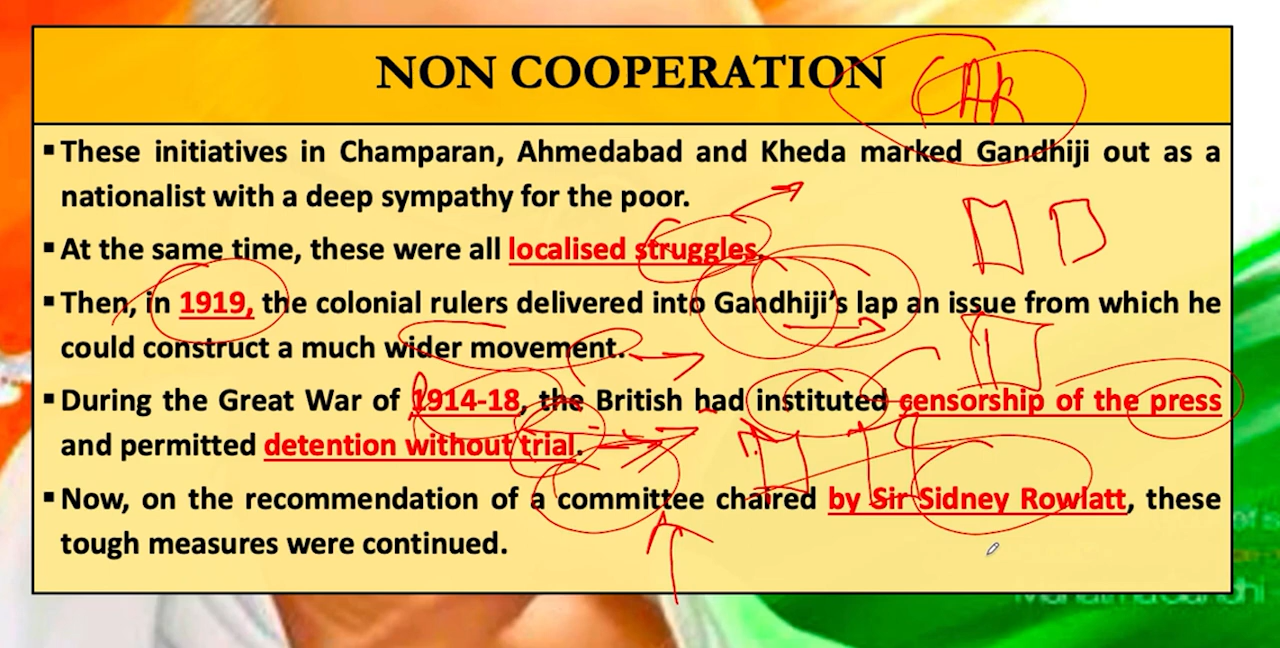 NON COOPERATION
CAK
▪ These initiatives in Champaran, Ahmedabad and Kheda marked Gandhiji out as a
nationalist with a deep sympathy for the poor.
▪ At the same time, these were all localised struggles.
▪ Then, in 1919, the colonial rulers delivered into Gandhiji's lap an issue from which he
could construct a much wider movement.
▪ During the Great War of 1914-18, the British had instituted censorship of the press
and permitted detention without trial.
▪ Now, on the recommendation of a committee chaired by Sir Sidney Rowlatt, these
tough measures were continued.